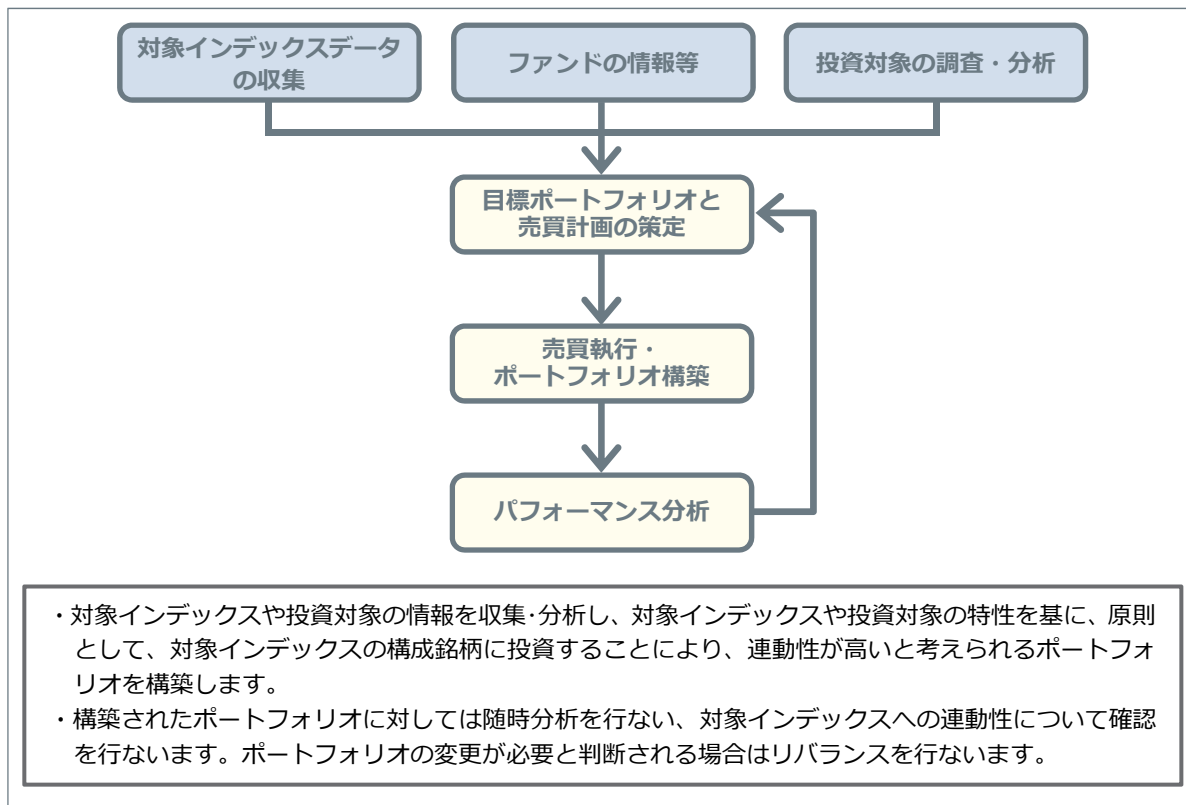 対象インデックスデータ
の収集
ファンドの情報等
投資対象の調査・分析
目標ポートフォリオと
売買計画の策定
売買執行・
ポートフォリオ構築
パフォーマンス分析
・対象インデックスや投資対象の情報を収集･分析し、対象インデックスや投資対象の特性を基に、原則
として、対象インデックスの構成銘柄に投資することにより、連動性が高いと考えられるポートフォ
リオを構築します。
・構築されたポートフォリオに対しては随時分析を行ない、対象インデックスへの連動性について確認
を行ないます。ポートフォリオの変更が必要と判断される場合はリバランスを行ないます。